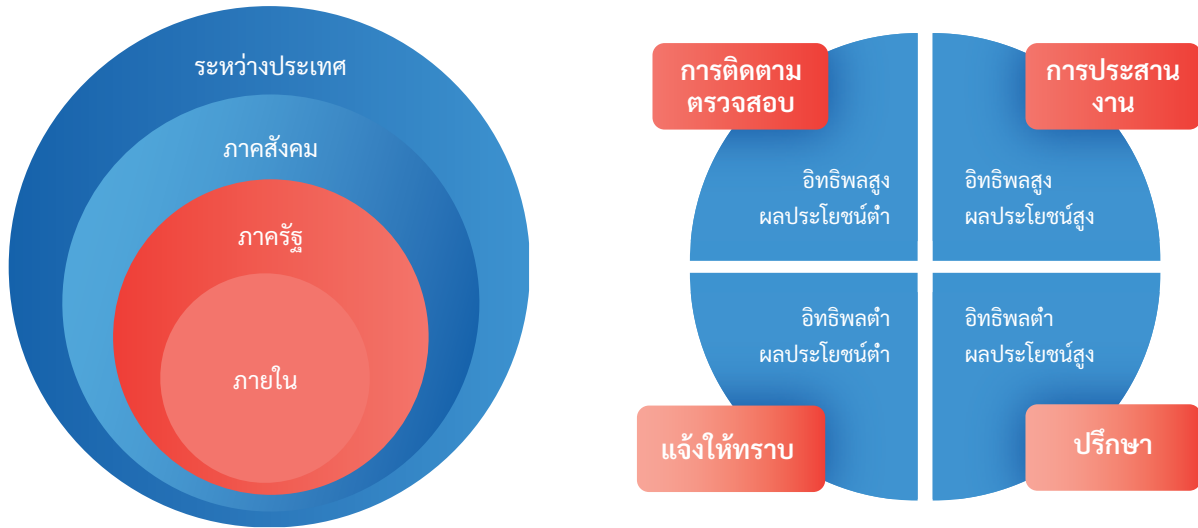 ระหว่างประเทศ
ภาคสังคม
ภาครัฐ
ภายใน
การติดตาม
ตรวจสอบ
การประสาน
งาน
อิทธิพลสูง
ผลประโยชน์ต่ำ
อิทธิพลสูง
ผลประโยชน์สูง
อิทธิพลต่ำ
ผลประโยชน์ต่ำ
อิทธิพลต่ำ
ผลประโยชน์สูง
แจ้งให้ทราบ
ปรึกษา